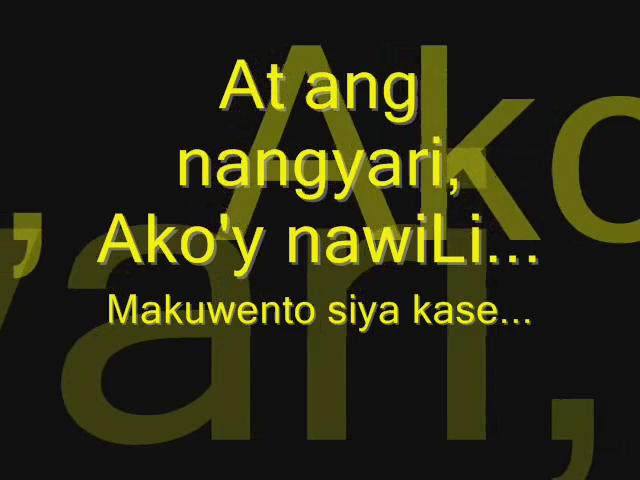 At ang
nangyari,
Ako'y nawiLi...
Makuwento siya kase...